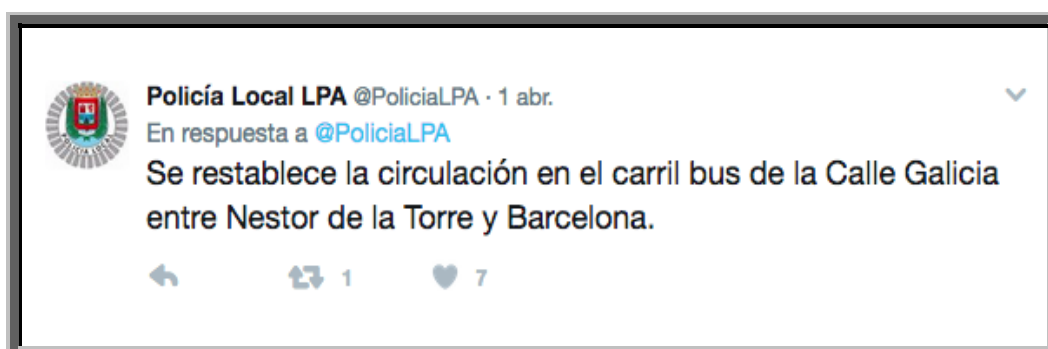 Policía Local LPA @PoliciaLPA · 1 abr.
En respuesta a @PoliciaLPA
Se restablece la circulación en el carril bus de la Calle Galicia
entre Nestor de la Torre y Barcelona.
1 7